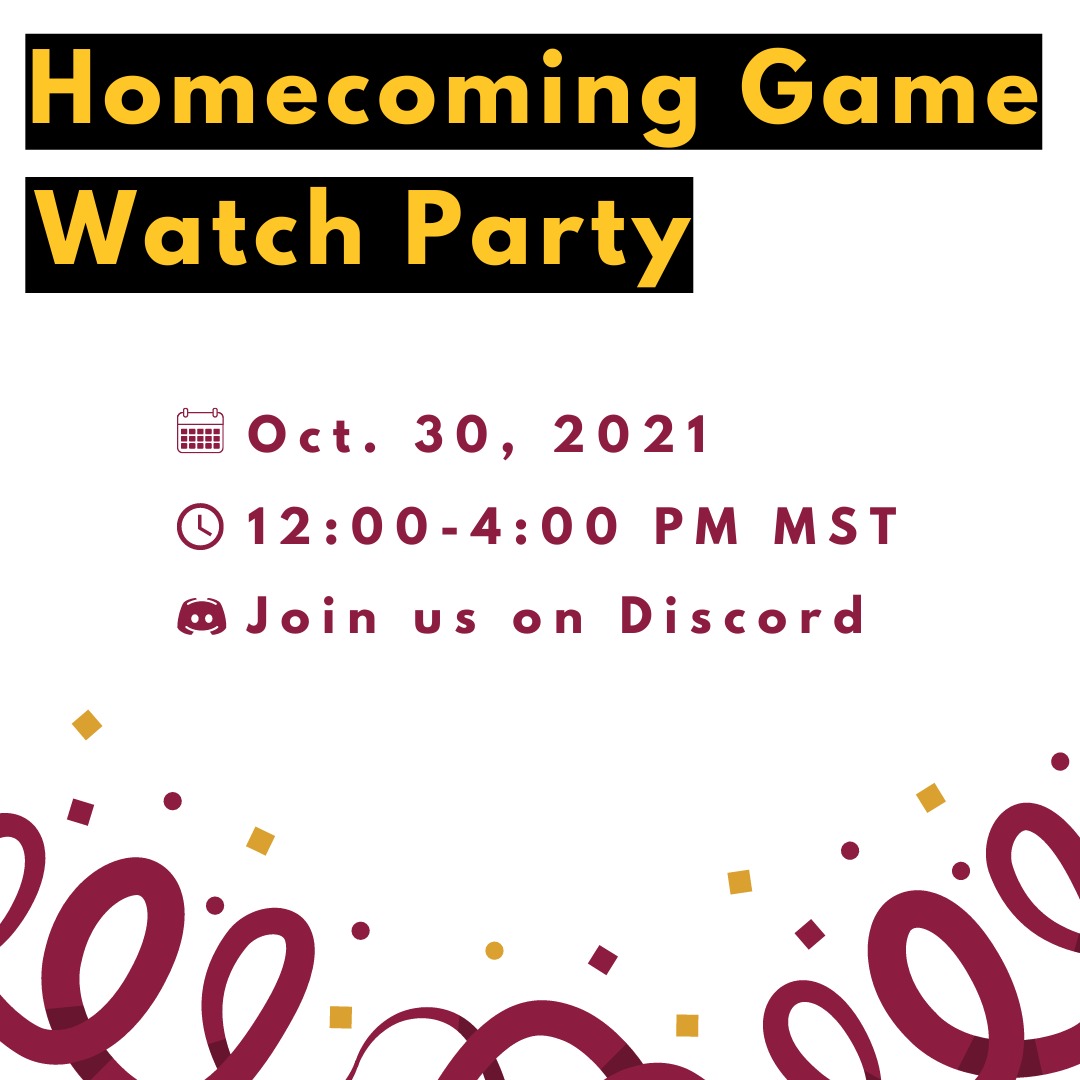 Homecoming Game
Watch Party
Oct. 30, 2021
12:00-4:00 PM MST
Join us on Discord